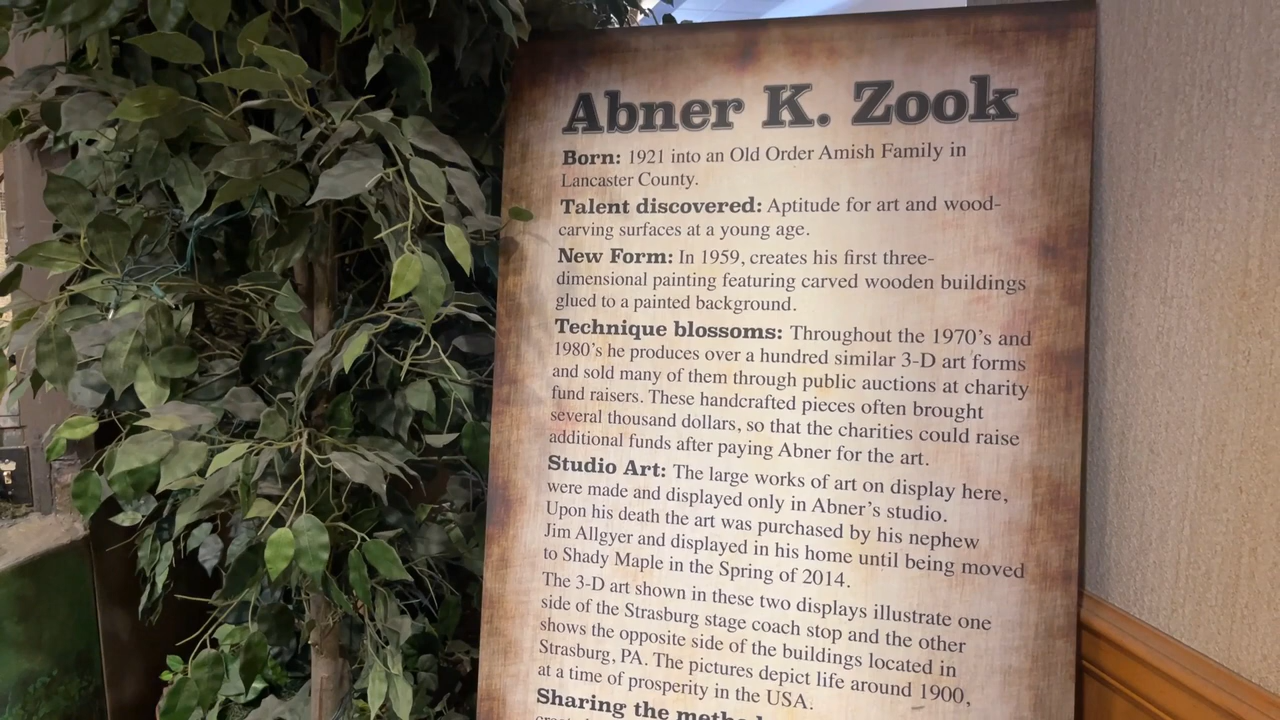 Abner K. Zook
Born: 1921 into an Old Order Amish Family in
Lancaster County.
Talent discovered: Aptitude for art and wood-
carving surfaces at a young age.
New Form: In 1959, creates his first three-
dimensional painting featuring carved wooden buildings
glued to a painted background.
Technique blossoms: Throughout the 1970's and
1980's he produces over a hundred similar 3-D art forms
and sold many of them through public auctions at charity
fund raisers. These handcrafted pieces often brought
several thousand dollars, so that the charities could raise
additional funds after paying Abner for the art.
Studio Art: The large works of art on display here,
were made and displayed only in Abner's studio.
Upon his death the art was purchased by his nephew
Jim Allgyer and displayed in his home until being moved
to Shady Maple in the Spring of 2014.
The 3-D art shown in these two displays illustrate one
side of the Strasburg stage coach stop and the other
shows the opposite side of the buildings located in
Strasburg, PA. The pictures depict life around 1900,
at a time of prosperity in the USA.
Sharing the